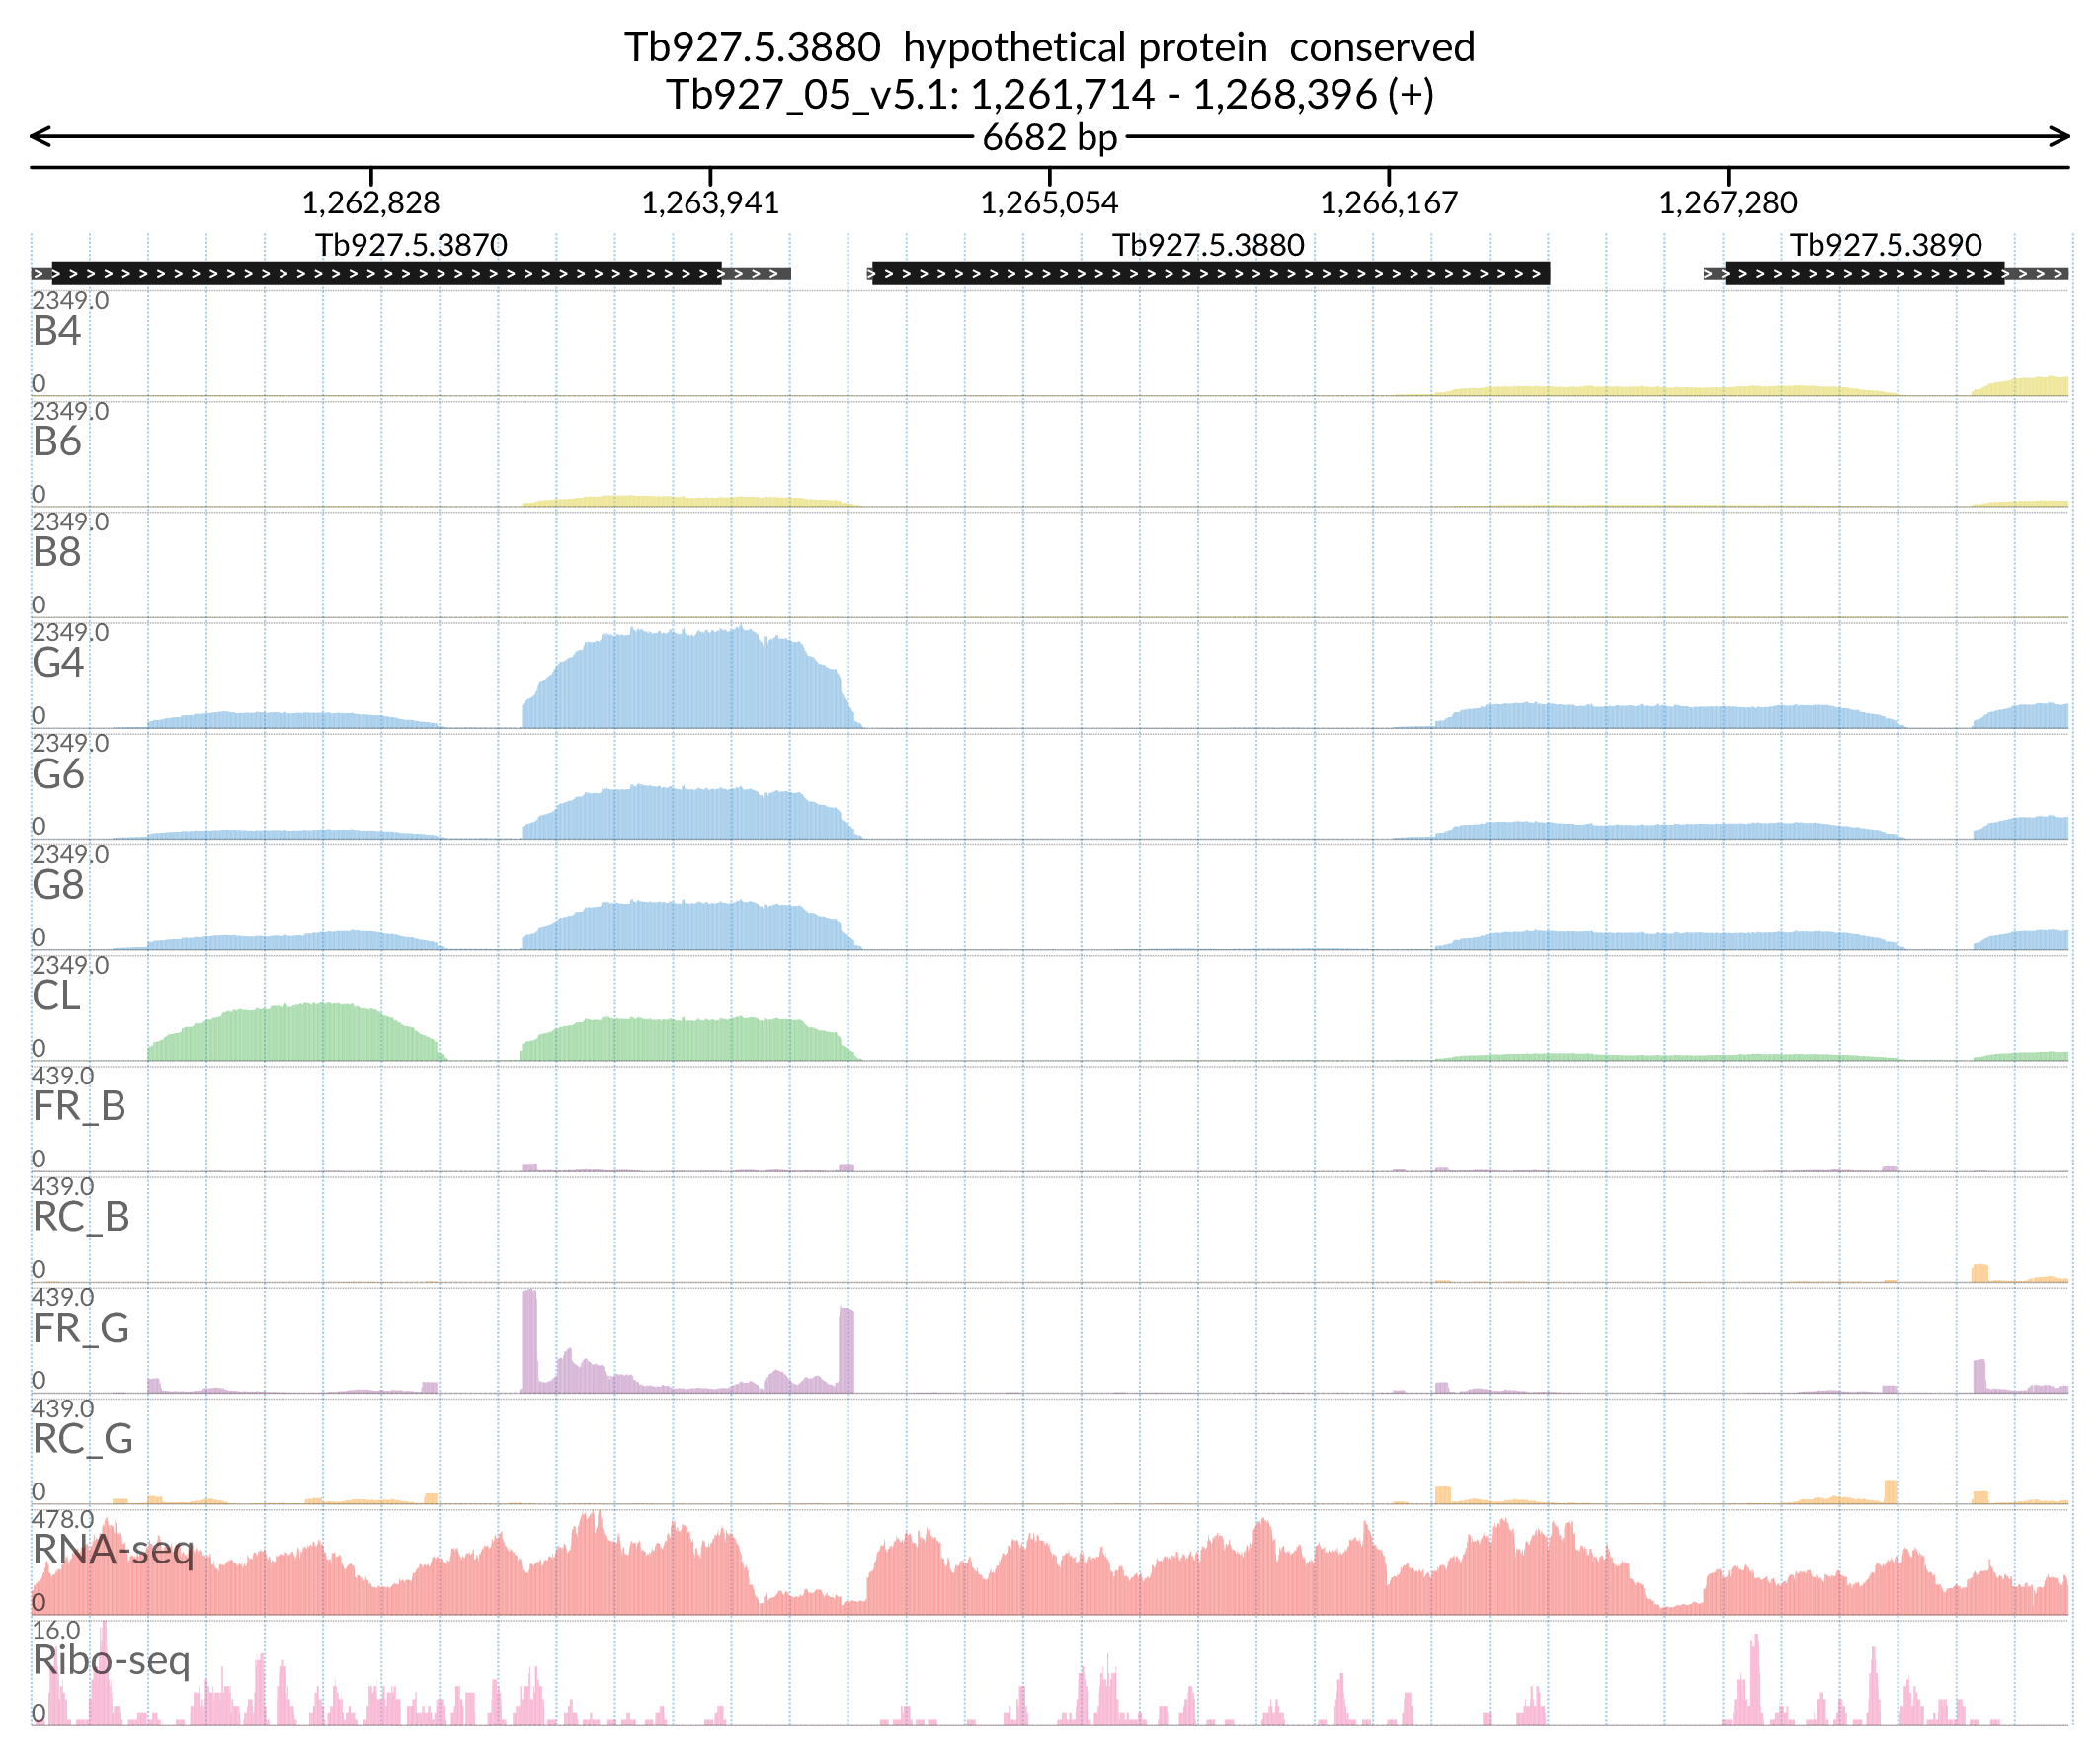 Tb927.5.3880  hypothetical protein  conserved
Tb927_05_v5.1: 1,261,714 - 1,268,396 (+)
6682 bp
1,262,828 1,263,941 1,265,054 1,266,167 1,267,280
Tb927.5.3870 Tb927.5.3880 Tb927.5.3890
2349.0
B4
0
2349.0
B6
0
2349.0
B8
0
2349.0
G4
0
2349.0
G6
0
2349.0
G8
0
2349.0
CL
0
439.0
FR_B
0
439.0
RC_B
0
439.0
FR_G
0
439.0
RC_G
0
478.0
RNA-seq
0
16.0
Ribo-seq
0